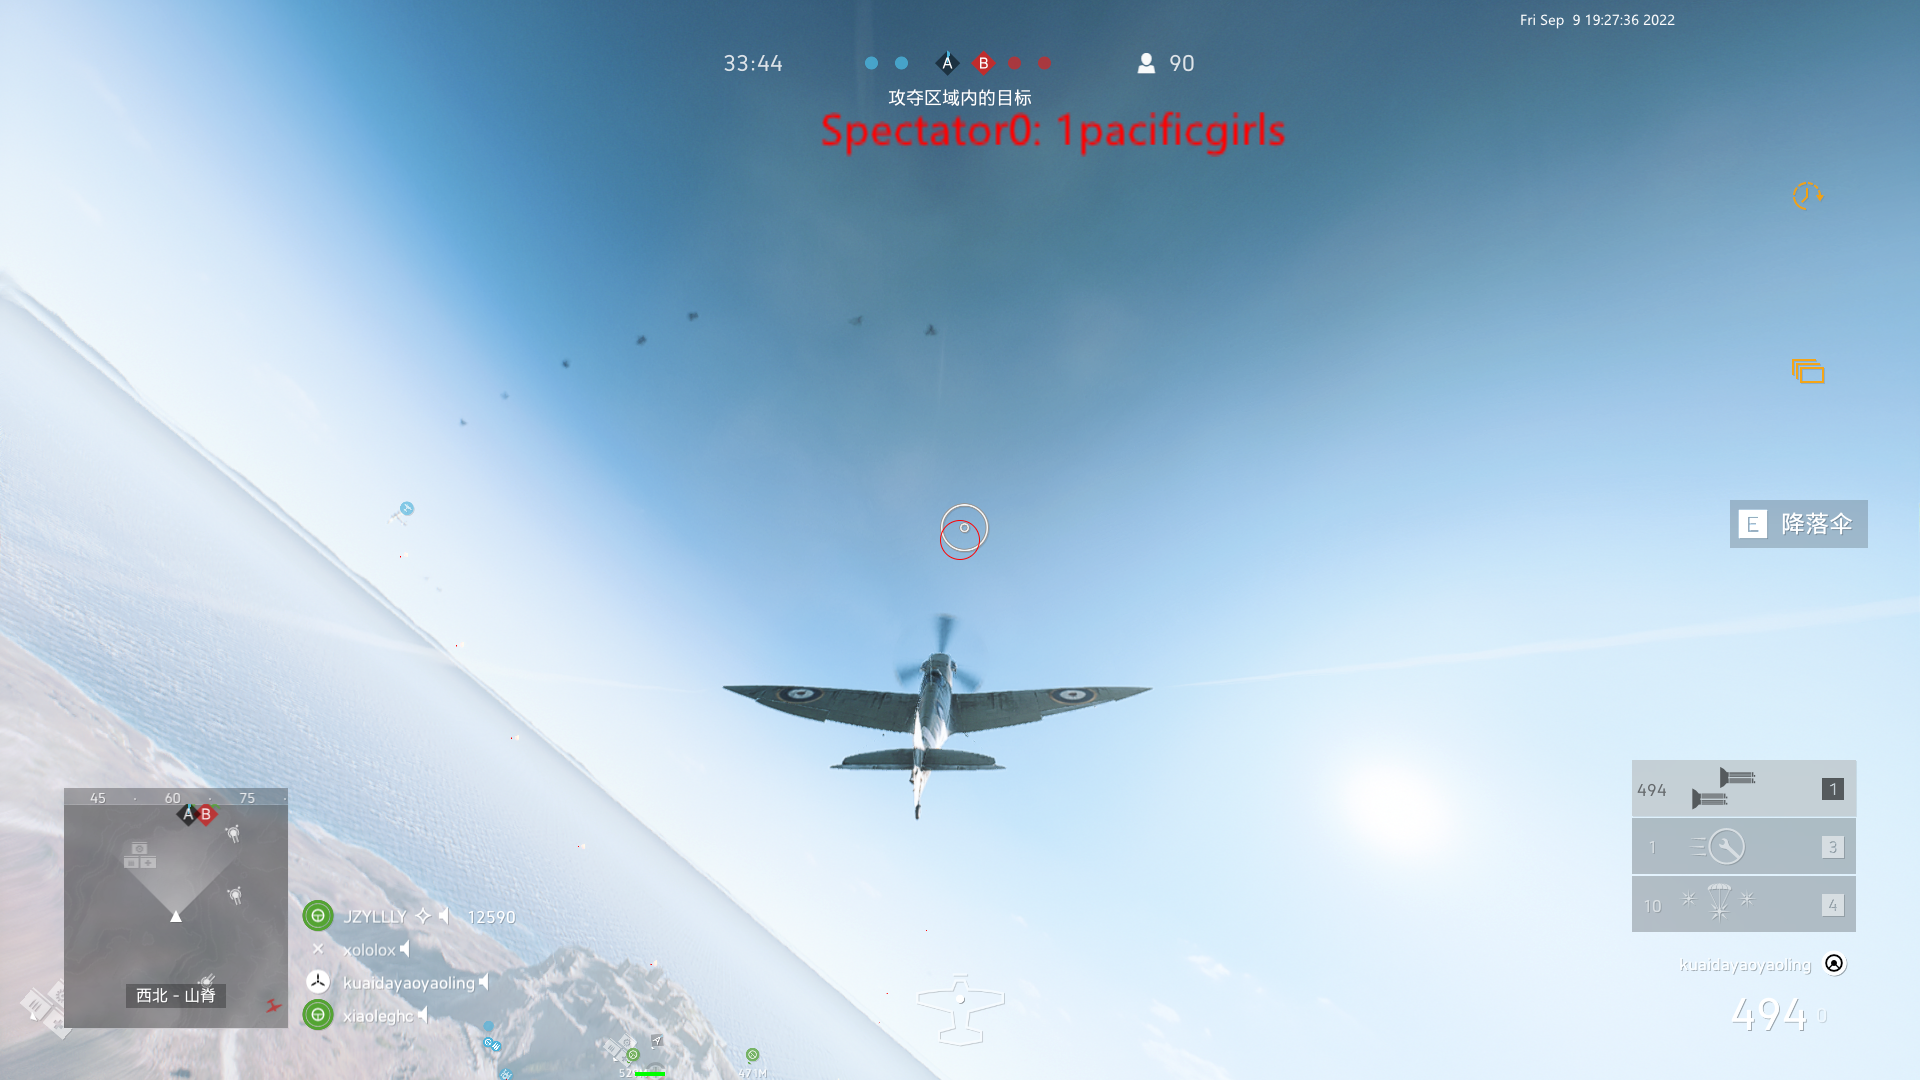 Fri Sep 9 19:27:36 2022
33:44
A B
90
攻夺区域内的目标
Spectator0: 1pacificgirls
E 降落伞
494 1
1 3
10 4
kuaidayaoyaoling
494 0
45 60 75
A B
西北 - 山脊
JZYLLLY 12590
xololox
kuaidayaoyaoling
xiaoleghc
471M